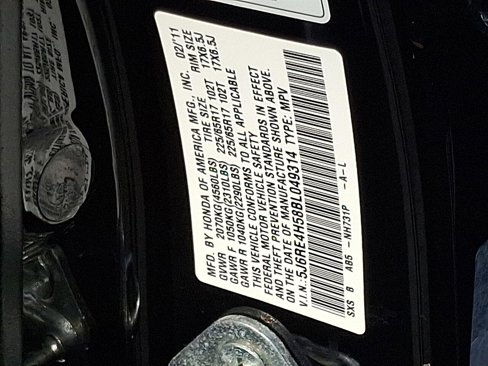 MFD. BY HONDA OF AMERICA MFG., INC. 02/'11
GVWR 2070KG(4560LBS) TIRE SIZE RIM SIZE
GAWR F 1050KG(2310LBS) 225/65R17 102T 17X6.5J
GAWR R 1040KG(2290LBS) 225/65R17 102T 17X6.5J
THIS VEHICLE CONFORMS TO ALL APPLICABLE
FEDERAL MOTOR VEHICLE SAFETY
AND THEFT PREVENTION STANDARDS IN EFFECT
ON THE DATE OF MANUFACTURE SHOWN ABOVE.
V.I.N.:5J6RE4H58BL049314 TYPE: MPV
SXS 8 AB5 -NH731P -A-L